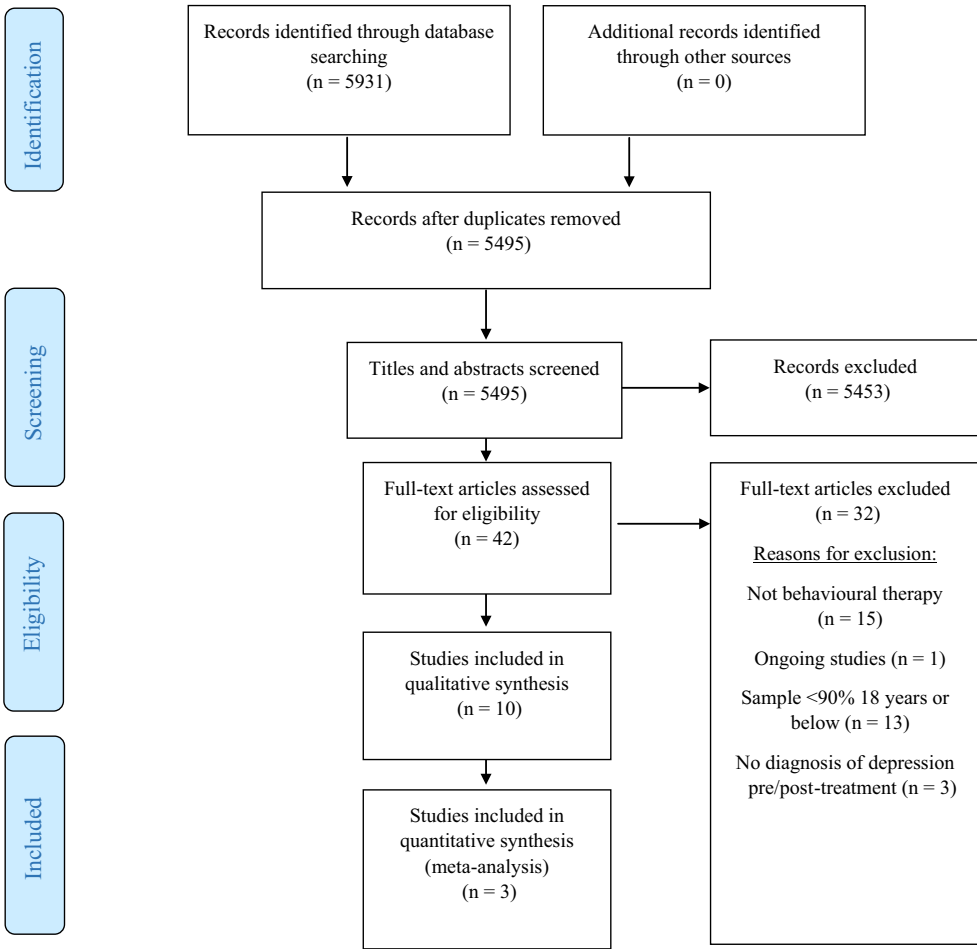 Identification
Records identified through database
searching
(n = 5931)
Additional records identified
through other sources
(n = 0)
Records after duplicates removed
(n = 5495)
Screening
Titles and abstracts screened
(n = 5495)
Records excluded
(n = 5453)
Eligibility
Full-text articles assessed
for eligibility
(n = 42)
Full-text articles excluded
(n = 32)
Reasons for exclusion:
Not behavioural therapy
(n = 15)
Ongoing studies (n = 1)
Sample <90% 18 years or
below (n = 13)
No diagnosis of depression
pre/post-treatment (n = 3)
Studies included in
qualitative synthesis
(n = 10)
Included
Studies included in
quantitative synthesis
(meta-analysis)
(n = 3)